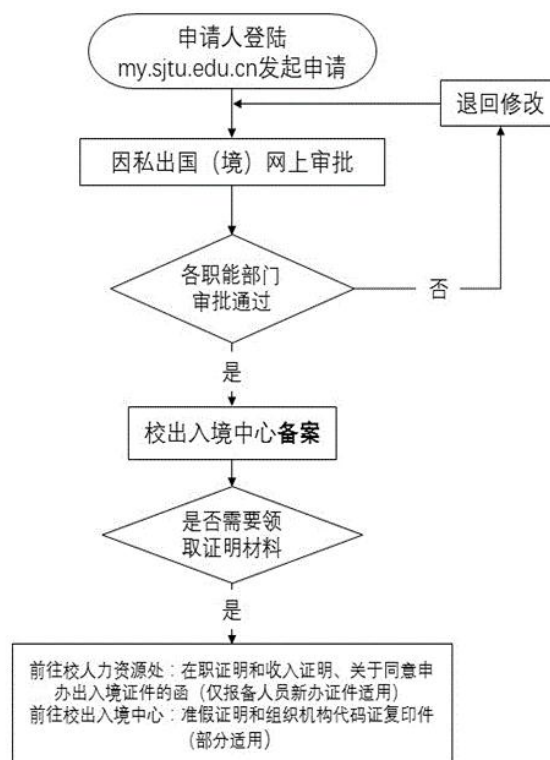 申请人登陆
my.sjtu.edu.cn发起申请
退回修改
因私出国（境）网上审批
各职能部门
审批通过
否
是
校出入境中心备案
是否需要领
取证明材料
是
前往校人力资源处：在职证明和收入证明、关于同意申
办出入境证件的函（仅报备人员新办证件适用）
前往校出入境中心：准假证明和组织机构代码证复印件
（部分适用）